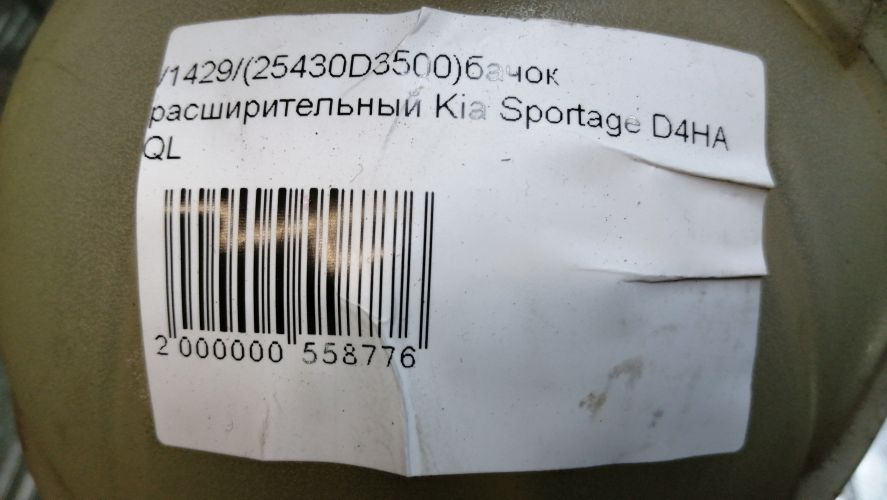 /1429/(25430D3500)бачок
расширительный Kia Sportage D4HA
QL
2 000000 558776